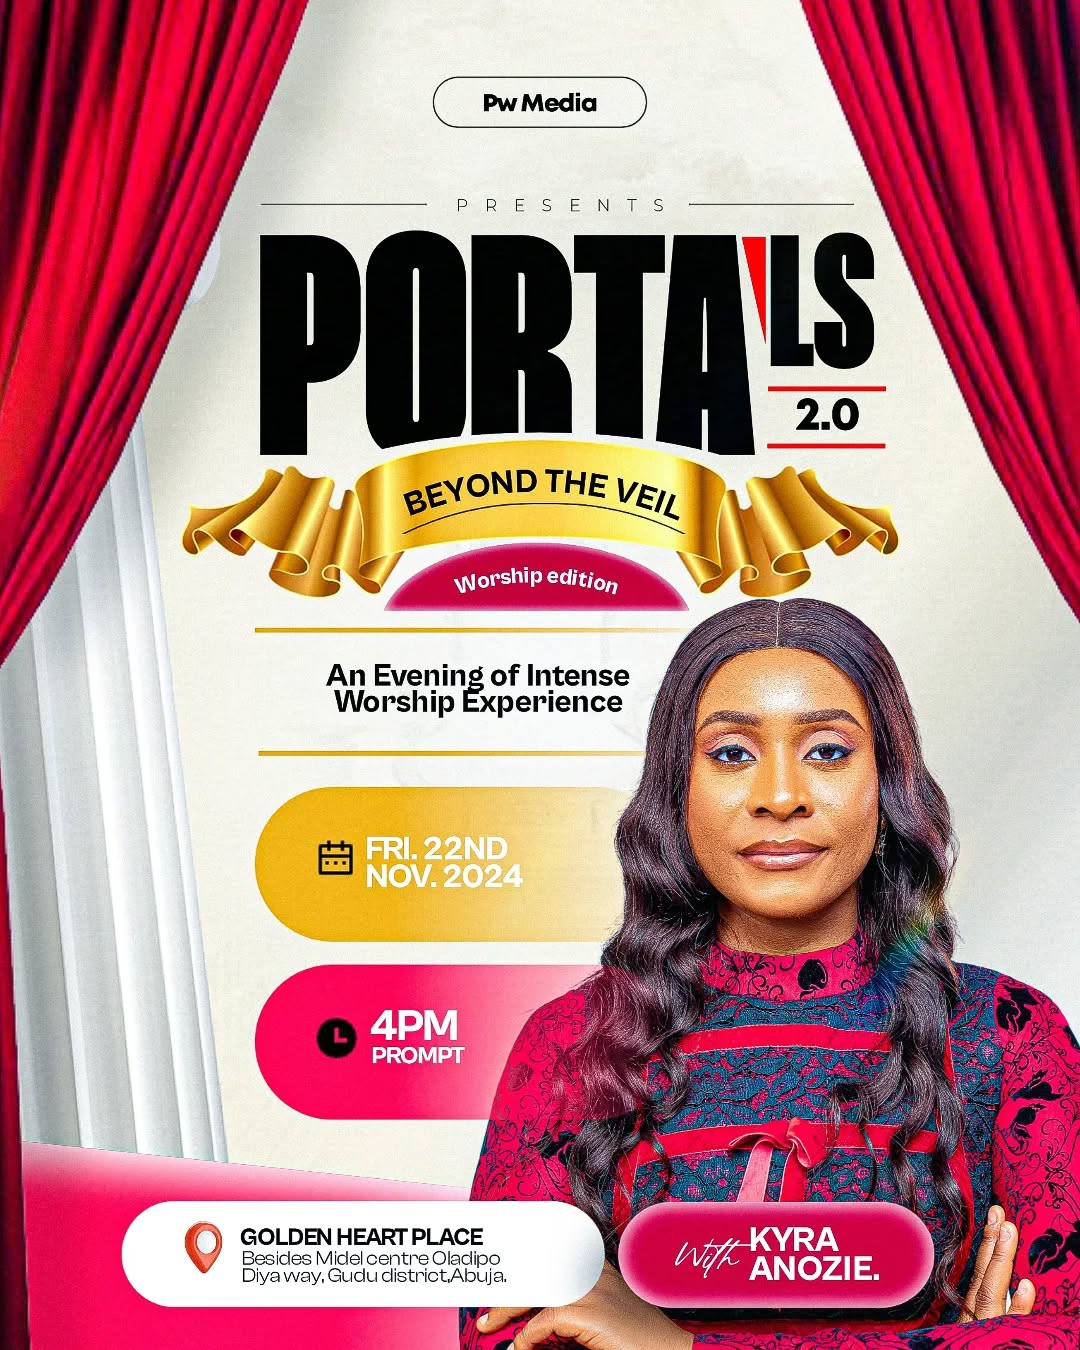 Pw Media
PRESENTS
PORTALS
2.0
BEYOND THE VEIL
Worship edition
An Evening of Intense
Worship Experience
FRI. 22ND
NOV. 2024
4PM
PROMPT
GOLDEN HEART PLACE
Besides Midel centre Oladipo
Diya way, Gudu district,Abuja.
With KYRA
ANOZIE.